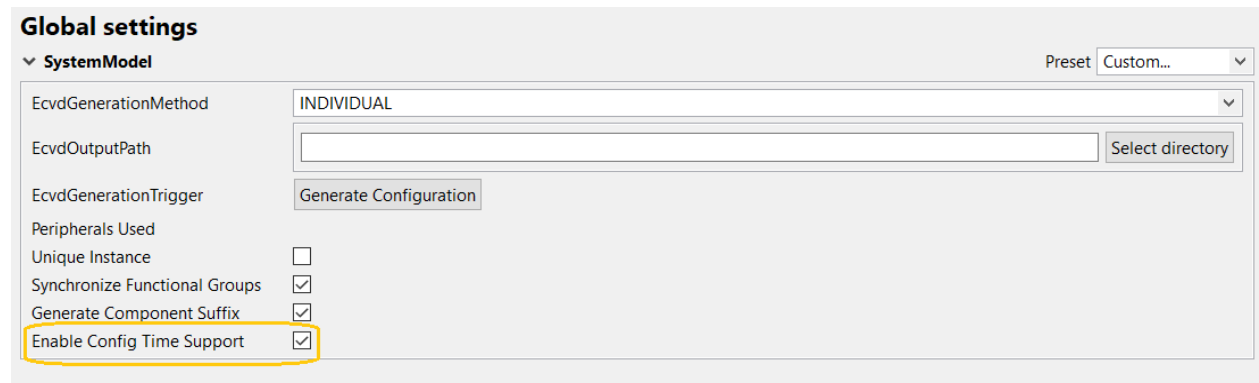 Global settings
SystemModel Preset Custom...
EcvdGenerationMethod INDIVIDUAL
EcvdOutputPath Select directory
EcvdGenerationTrigger Generate Configuration
Peripherals Used
Unique Instance
Synchronize Functional Groups
Generate Component Suffix
Enable Config Time Support